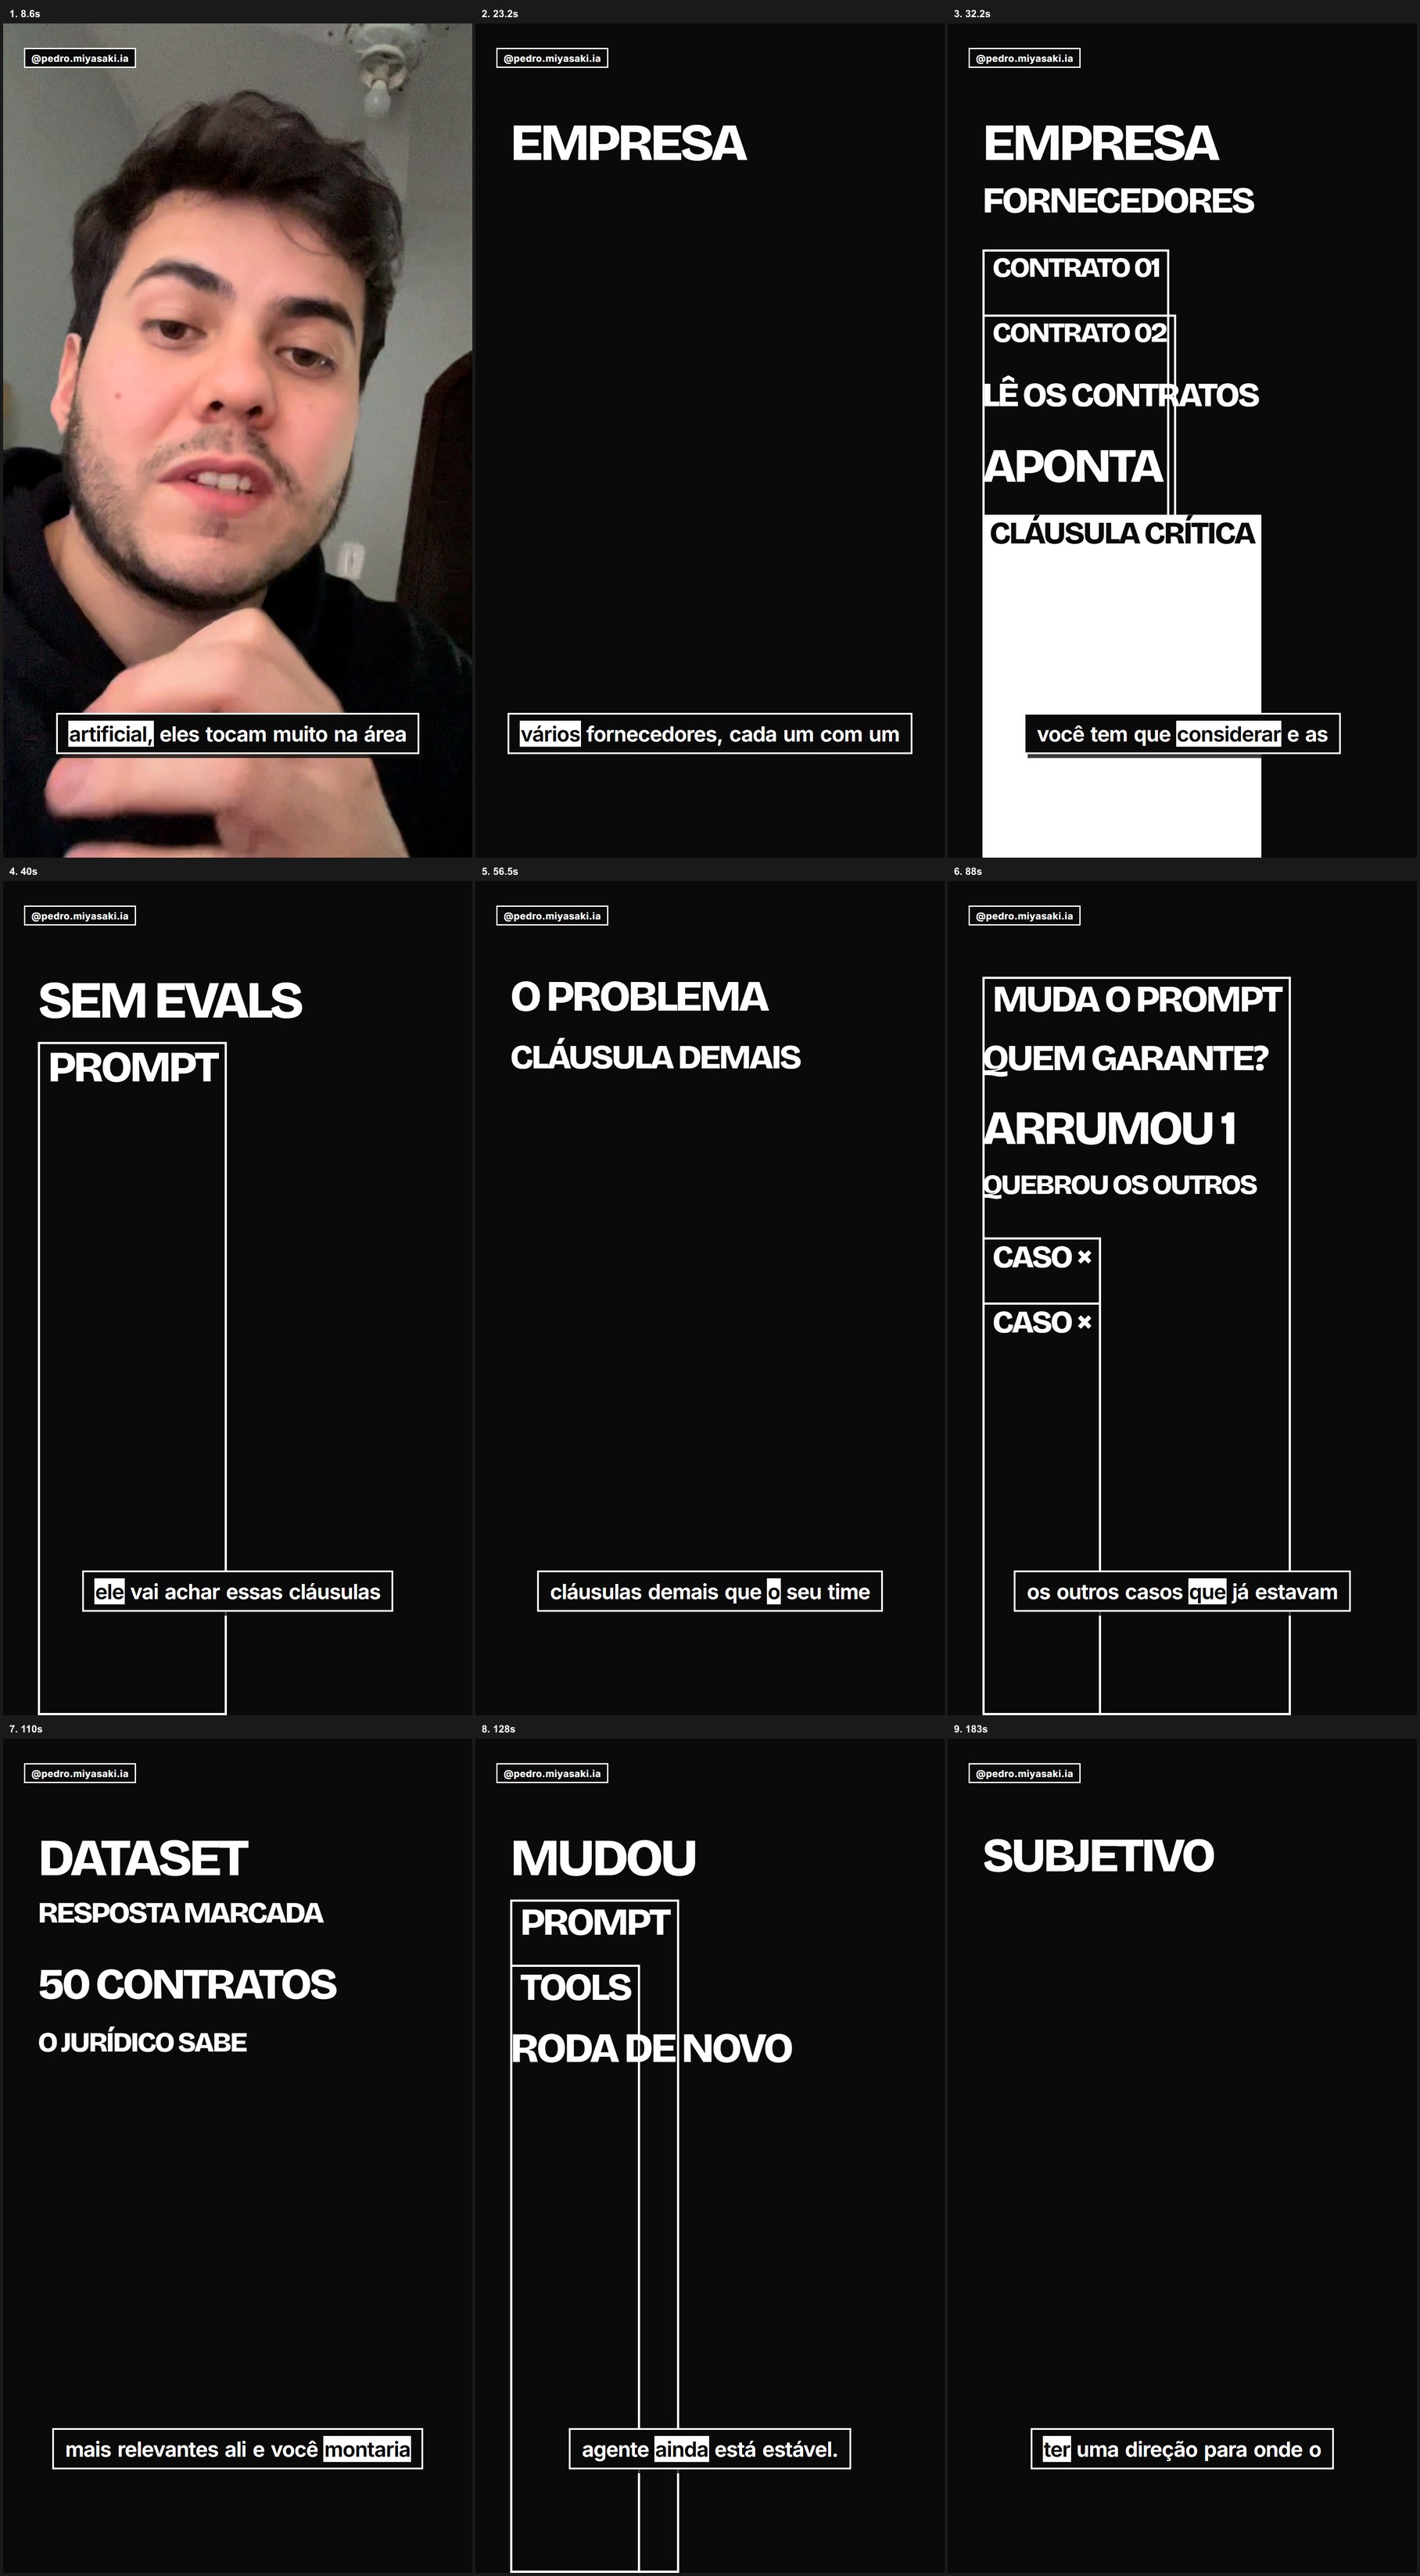 1. 8.6s
@pedro.miyasaki.ia
artificial, eles tocam muito na área
2. 23.2s
@pedro.miyasaki.ia
EMPRESA
vários fornecedores, cada um com um
3. 32.2s
@pedro.miyasaki.ia
EMPRESA
FORNECEDORES
CONTRATO 01
CONTRATO 02
LÊ OS CONTRATOS
APONTA
CLÁUSULA CRÍTICA
você tem que considerar e as
4. 40s
@pedro.miyasaki.ia
SEM EVALS
PROMPT
ele vai achar essas cláusulas
5. 56.5s
@pedro.miyasaki.ia
O PROBLEMA
CLÁUSULA DEMAIS
cláusulas demais que o seu time
6. 88s
@pedro.miyasaki.ia
MUDA O PROMPT
QUEM GARANTE?
ARRUMOU 1
QUEBROU OS OUTROS
CASO ×
CASO ×
os outros casos que já estavam
7. 110s
@pedro.miyasaki.ia
DATASET
RESPOSTA MARCADA
50 CONTRATOS
O JURÍDICO SABE
mais relevantes ali e você montaria
8. 128s
@pedro.miyasaki.ia
MUDOU
PROMPT
TOOLS
RODA DE NOVO
agente ainda está estável.
9. 183s
@pedro.miyasaki.ia
SUBJETIVO
ter uma direção para onde o